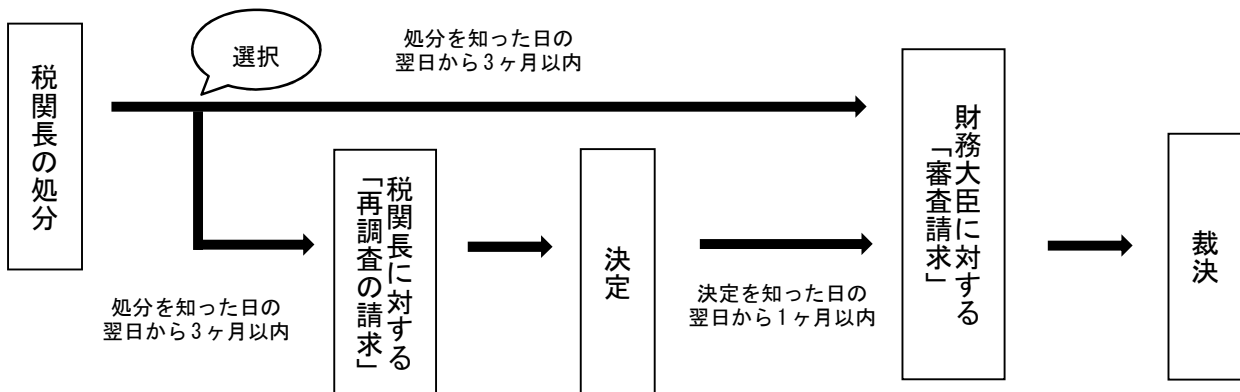 税関長の処分
選択
処分を知った日の
翌日から3ヶ月以内
処分を知った日の
翌日から3ヶ月以内
税関長に対する
「再調査の請求」
決定
決定を知った日の
翌日から1ヶ月以内
財務大臣に対する
「審査請求」
裁決